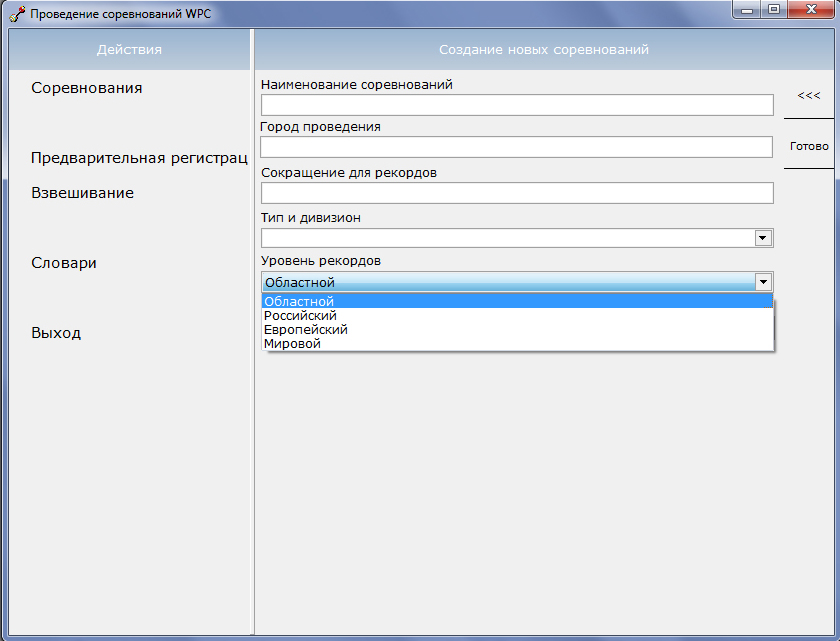 Проведение соревнований WPC
Действия
Создание новых соревнований
Соревнования
Предварительная регистрац
Взвешивание
Словари
Выход
Наименование соревнований
Город проведения
Сокращение для рекордов
Тип и дивизион
Уровень рекордов
Областной
Областной
Российский
Европейский
Мировой
<<<
Готово